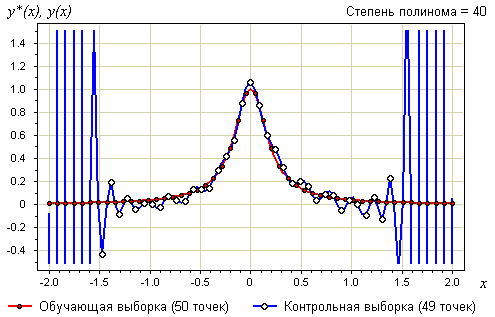 y*(x), y(x)
Степень полинома = 40
1.4
1.2
1.0
0.8
0.6
0.4
0.2
0
-0.2
-0.4
-2.0 -1.5 -1.0 -0.5 0.0 0.5 1.0 1.5 2.0 x
Обучающая выборка (50 точек) Контрольная выборка (49 точек)